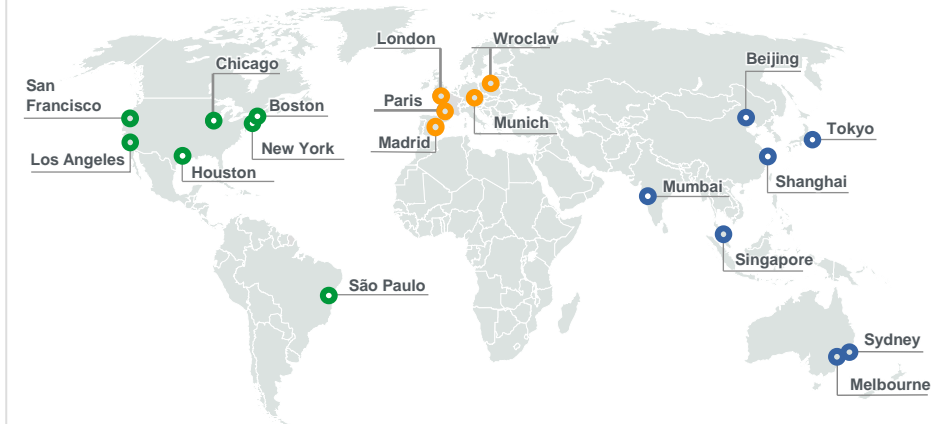 London
Wroclaw
Chicago
Beijing
San
Francisco
Boston
Paris
Munich
Tokyo
Madrid
New York
Los Angeles
Houston
Mumbai
Shanghai
Singapore
São Paulo
Sydney
Melbourne